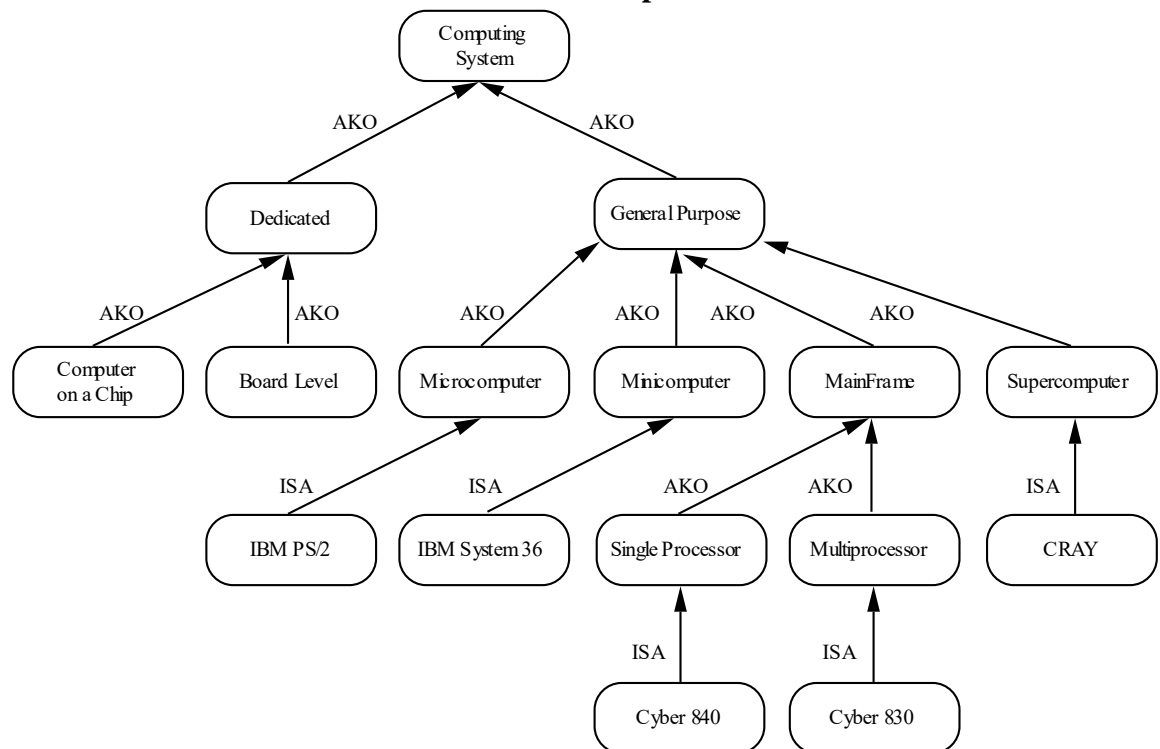 Computing
System
AKO
AKO
Dedicated
General Purpose
AKO
AKO
AKO
AKO
AKO
AKO
Computer
on a Chip
Board Level
Microcomputer
Minicomputer
MainFrame
Supercomputer
ISA
ISA
AKO
AKO
ISA
IBM PS/2
IBM System 36
Single Processor
Multiprocessor
CRAY
ISA
ISA
Cyber 840
Cyber 830